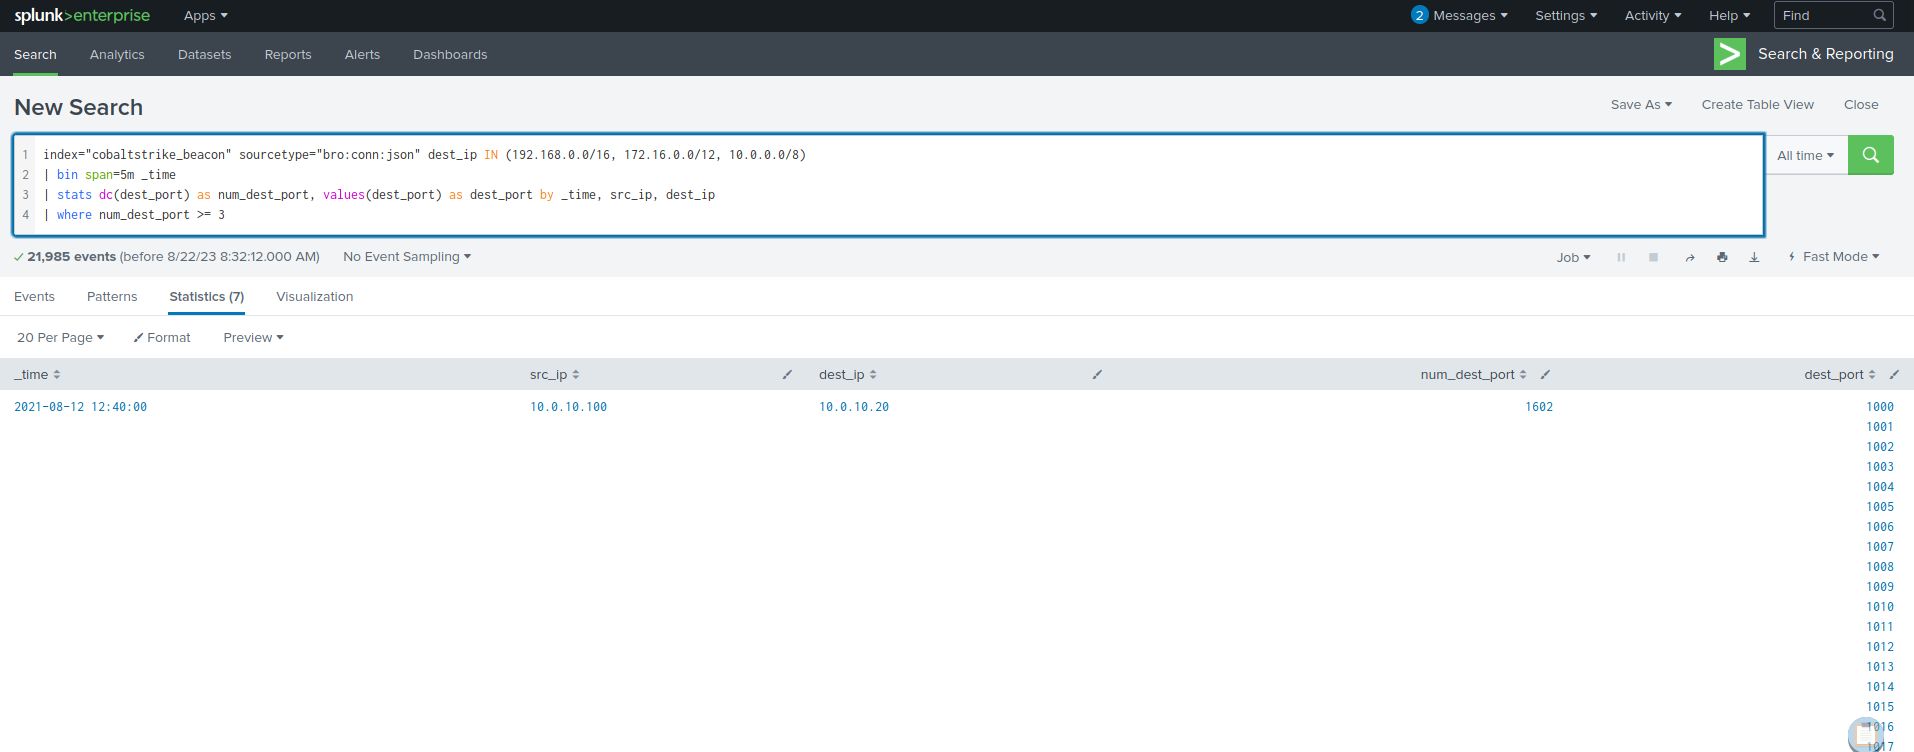 splunk>enterprise Apps 2 Messages Settings Activity Help Find
Search Analytics Datasets Reports Alerts Dashboards > Search & Reporting
New Search Save As Create Table View Close
1 index="cobaltstrike_beacon" sourcetype="bro:conn:json" dest_ip IN (192.168.0.0/16, 172.16.0.0/12, 10.0.0.0/8) All time
2 | bin span=5m _time
3 | stats dc(dest_port) as num_dest_port, values(dest_port) as dest_port by _time, src_ip, dest_ip
4 | where num_dest_port >= 3
21,985 events (before 8/22/23 8:32:12.000 AM) No Event Sampling Job Fast Mode
Events Patterns Statistics (7) Visualization
20 Per Page Format Preview
_time src_ip dest_ip num_dest_port dest_port
2021-08-12 12:40:00 10.0.10.100 10.0.10.20 1602 1000
1001
1002
1003
1004
1005
1006
1007
1008
1009
1010
1011
1012
1013
1014
1015
1016
1017